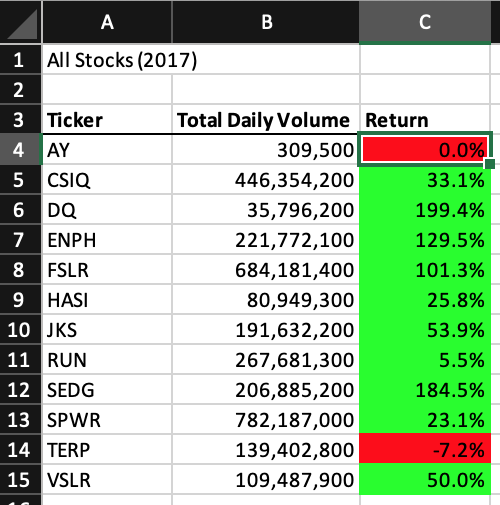 A B C
1 All Stocks (2017)
2
3 Ticker Total Daily Volume Return
4 AY 309,500 0.0%
5 CSIQ 446,354,200 33.1%
6 DQ 35,796,200 199.4%
7 ENPH 221,772,100 129.5%
8 FSLR 684,181,400 101.3%
9 HASI 80,949,300 25.8%
10 JKS 191,632,200 53.9%
11 RUN 267,681,300 5.5%
12 SEDG 206,885,200 184.5%
13 SPWR 782,187,000 23.1%
14 TERP 139,402,800 -7.2%
15 VSLR 109,487,900 50.0%